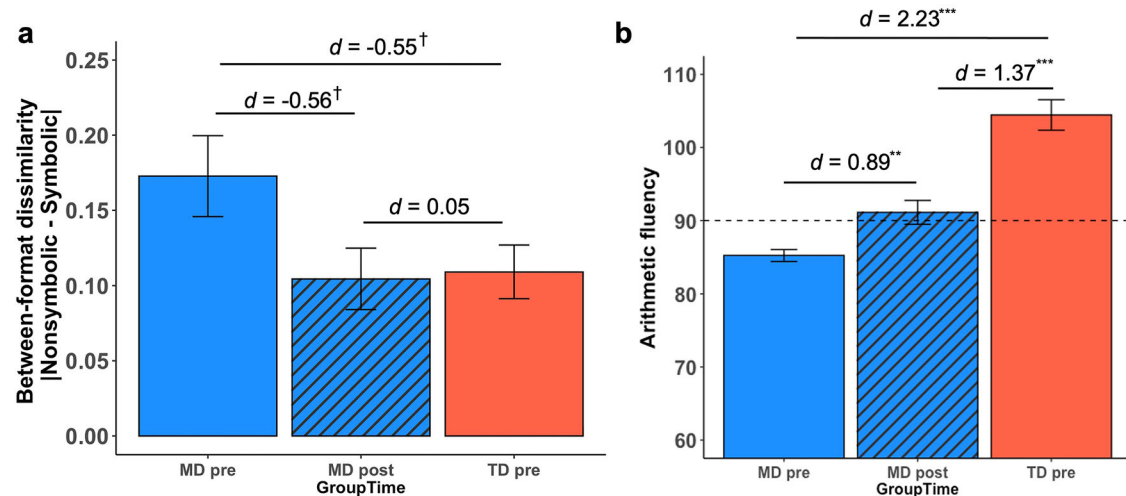 a
Between-format dissimilarity
|Nonsymbolic - Symbolic|
0.25
0.20
0.15
0.10
0.05
0.00
d = -0.55†
d = -0.56†
d = 0.05
MD pre
MD post
TD pre
GroupTime
b
Arithmetic fluency
110
100
90
80
70
60
d = 2.23***
d = 1.37***
d = 0.89**
MD pre
MD post
TD pre
GroupTime